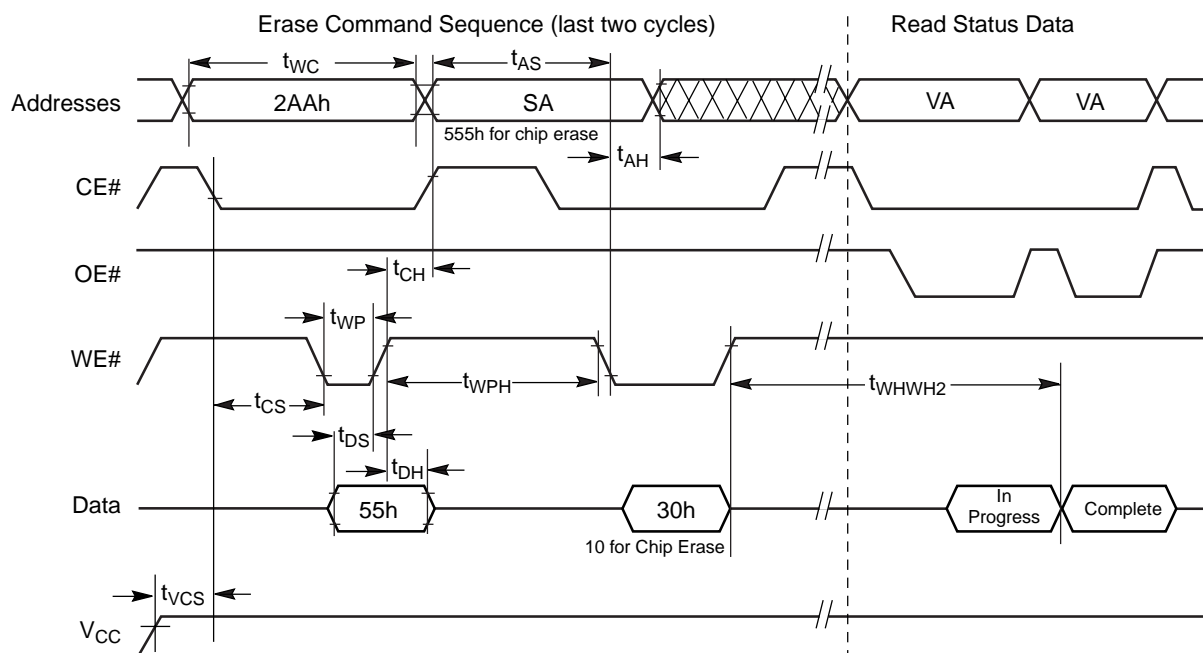 Erase Command Sequence (last two cycles)
Read Status Data
tWC
tAS
Addresses
2AAh
SA
VA
VA
555h for chip erase
tAH
CE#
OE#
tCH
tWP
WE#
tWPH
tWHWH2
tCS
tDS
tDH
Data
55h
30h
In
Progress
Complete
10 for Chip Erase
tVCS
VCC